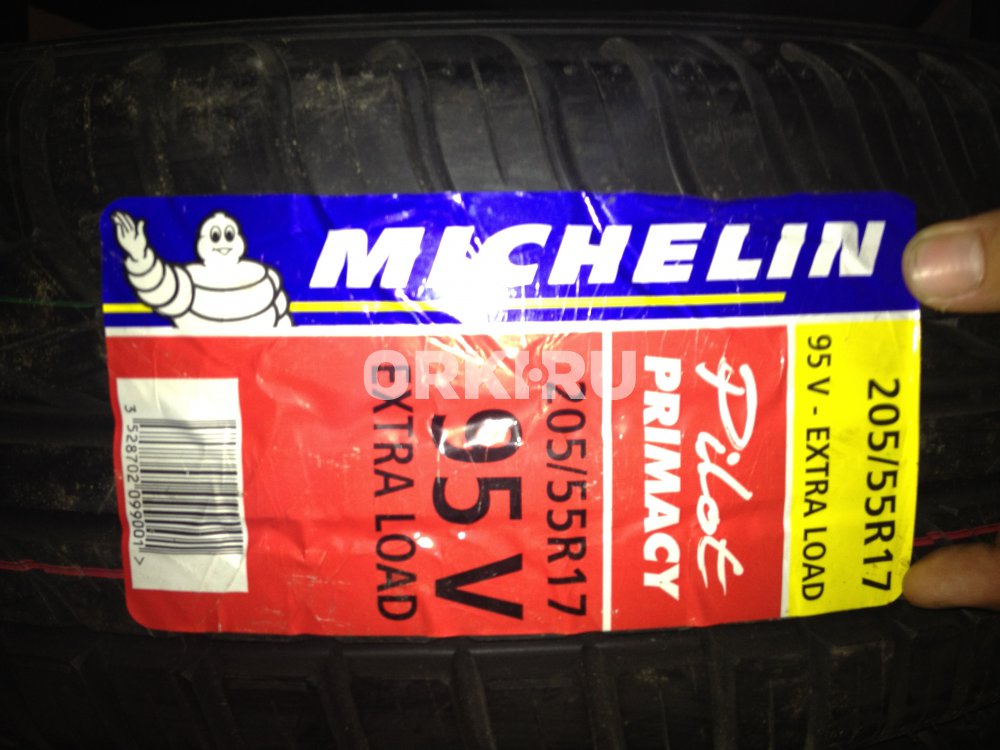 MICHELIN
205/55R17
95 V - EXTRA LOAD
Pilot
PRIMACY
205/55R17
95 V
EXTRA LOAD
3 528702 099001 >
ORKI.RU